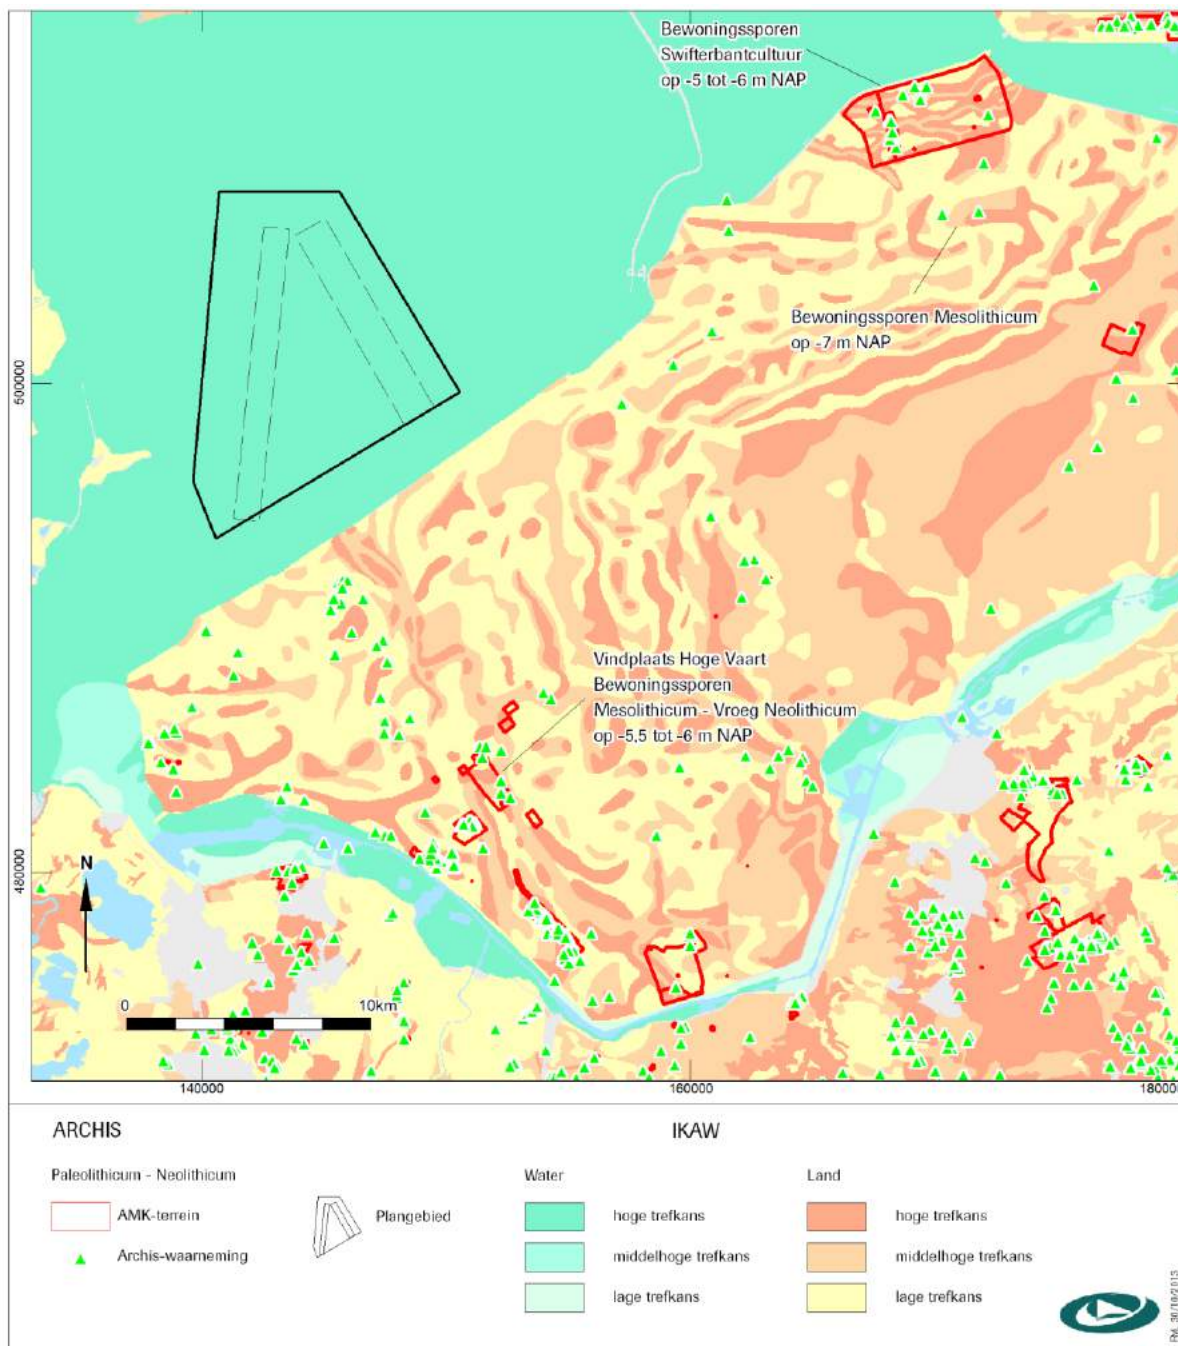 Bewoningssporen
Swifterbantcultuur
op -5 tot -6 m NAP
Bewoningssporen Mesolithicum
op -7 m NAP
500000
Vindplaats Hoge Vaart
Bewoningssporen
Mesolithicum - Vroeg Neolithicum
op -5,5 tot -6 m NAP
480000
N
0 10km
140000 160000 180000
ARCHIS IKAW
Paleolithicum - Neolithicum Water Land
AMK-terrein Plangebied hoge trefkans hoge trefkans
Archis-waarneming middelhoge trefkans middelhoge trefkans
lage trefkans lage trefkans